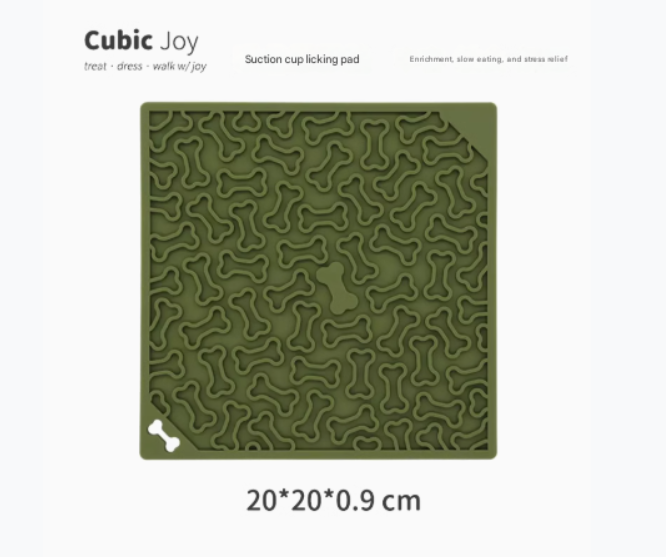 Cubic Joy
treat · dress · walk w/ joy
Suction cup licking pad
Enrichment, slow eating, and stress relief
20*20*0.9 cm